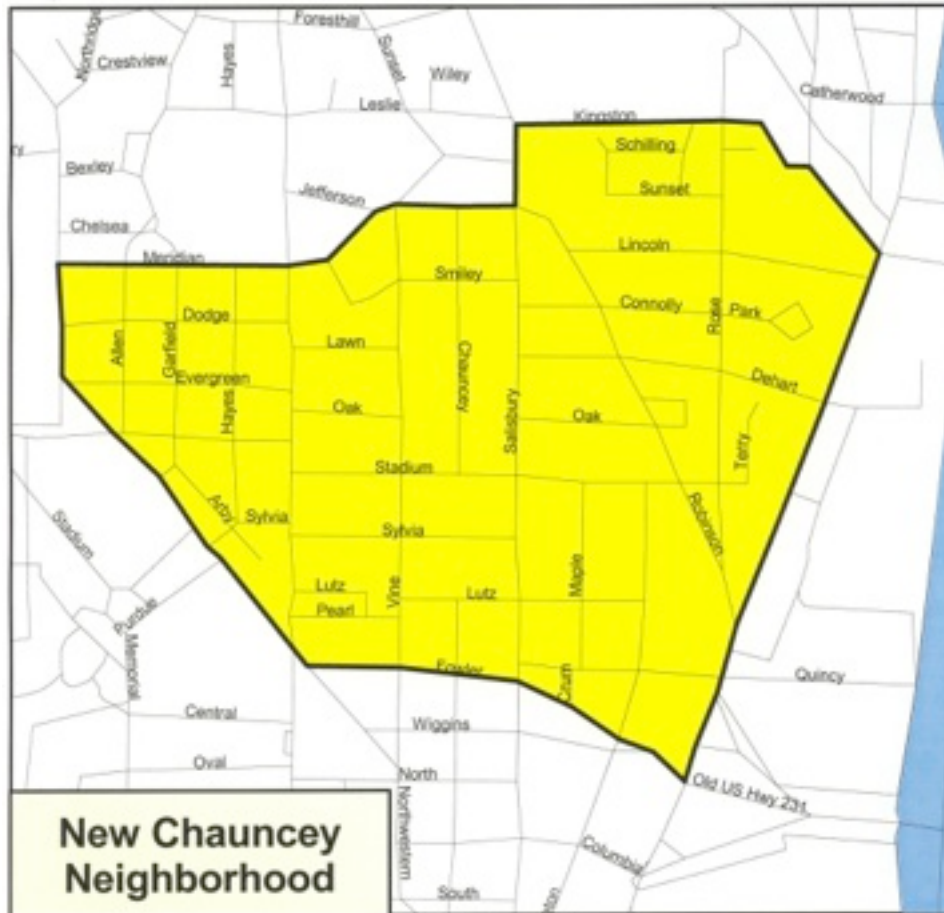 Foresthill
Northridge
Crestview
Hayes
Sunset
Wiley
Leslie
Catherwood
Kingston
Schilling
Bexley
Jefferson
Sunset
Chelsea
Meridian
Lincoln
Smiley
Connolly
Park
Rose
Dodge
Allen
Garfield
Lawn
Chauncey
Evergreen
Dehart
Hayes
Oak
Salisbury
Oak
Terry
Stadium
Arby
Sylvia
Stadium
Sylvia
Robinson
Lutz
Maple
Vine
Lutz
Pearl
Purdue
Memorial
Fowler
Crum
Quincy
Central
Wiggins
Oval
North
Old US Hwy 231
Northwestern
New Chauncey
Neighborhood
Columbia
South